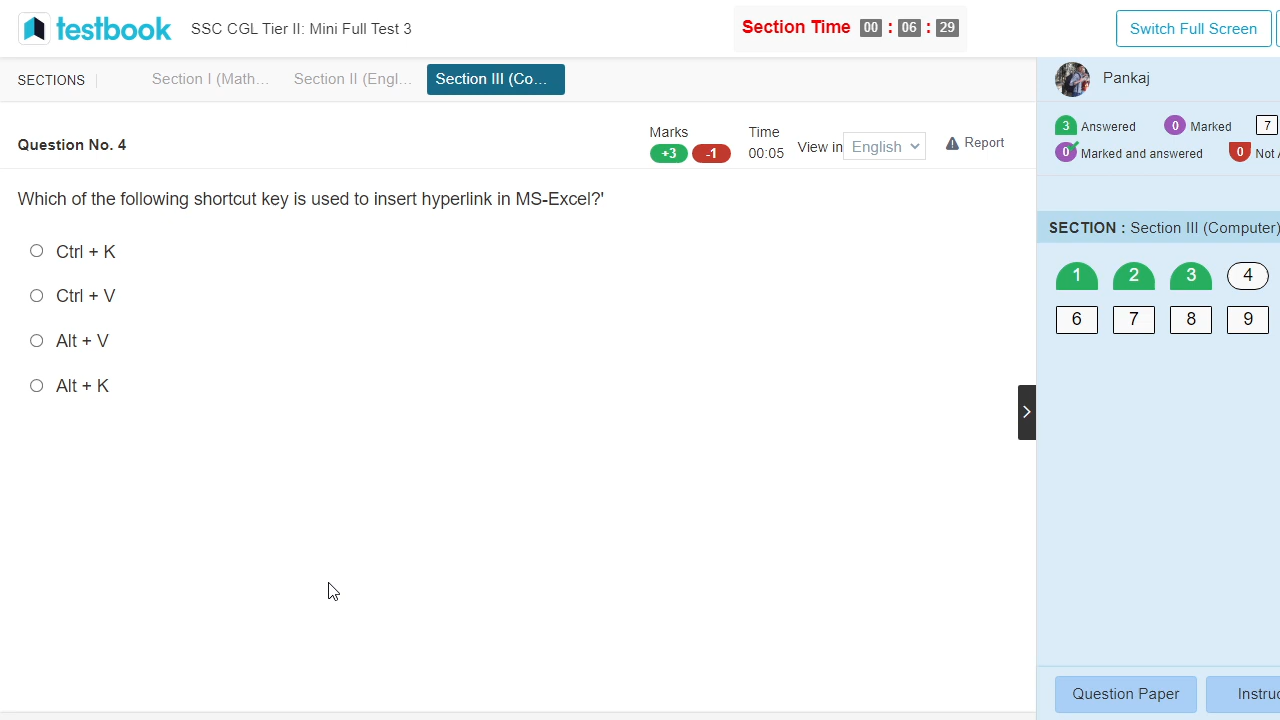 testbook
SSC CGL Tier II: Mini Full Test 3
Section Time 00 : 06 : 29
Switch Full Screen
SECTIONS
Section I (Math...
Section II (Engl...
Section III (Co...
Pankaj
3 Answered
0 Marked
7
0 Marked and answered
0 Not
Question No. 4
Marks
+3 -1
Time
00:05
View in English
Report
Which of the following shortcut key is used to insert hyperlink in MS-Excel?'
Ctrl + K
Ctrl + V
Alt + V
Alt + K
SECTION : Section III (Computer)
1 2 3 4
6 7 8 9
Question Paper
Instruc